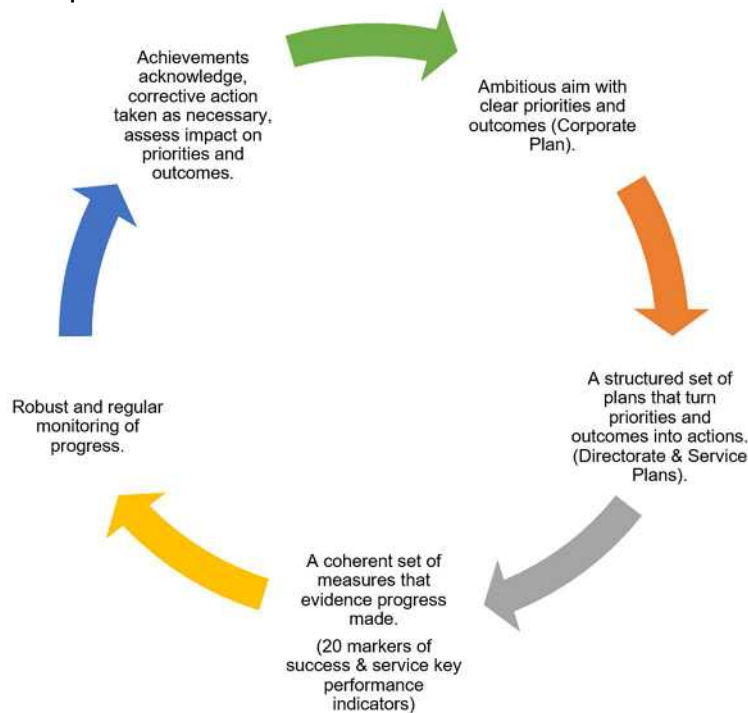 Achievements
acknowledge,
corrective action
taken as necessary,
assess impact on
priorities and
outcomes.
Ambitious aim with
clear priorities and
outcomes (Corporate
Plan).
A structured set of
plans that turn
priorities and
outcomes into actions.
(Directorate & Service
Plans).
A coherent set of
measures that
evidence progress
made.
(20 markers of
success & service key
performance
indicators)
Robust and regular
monitoring of
progress.